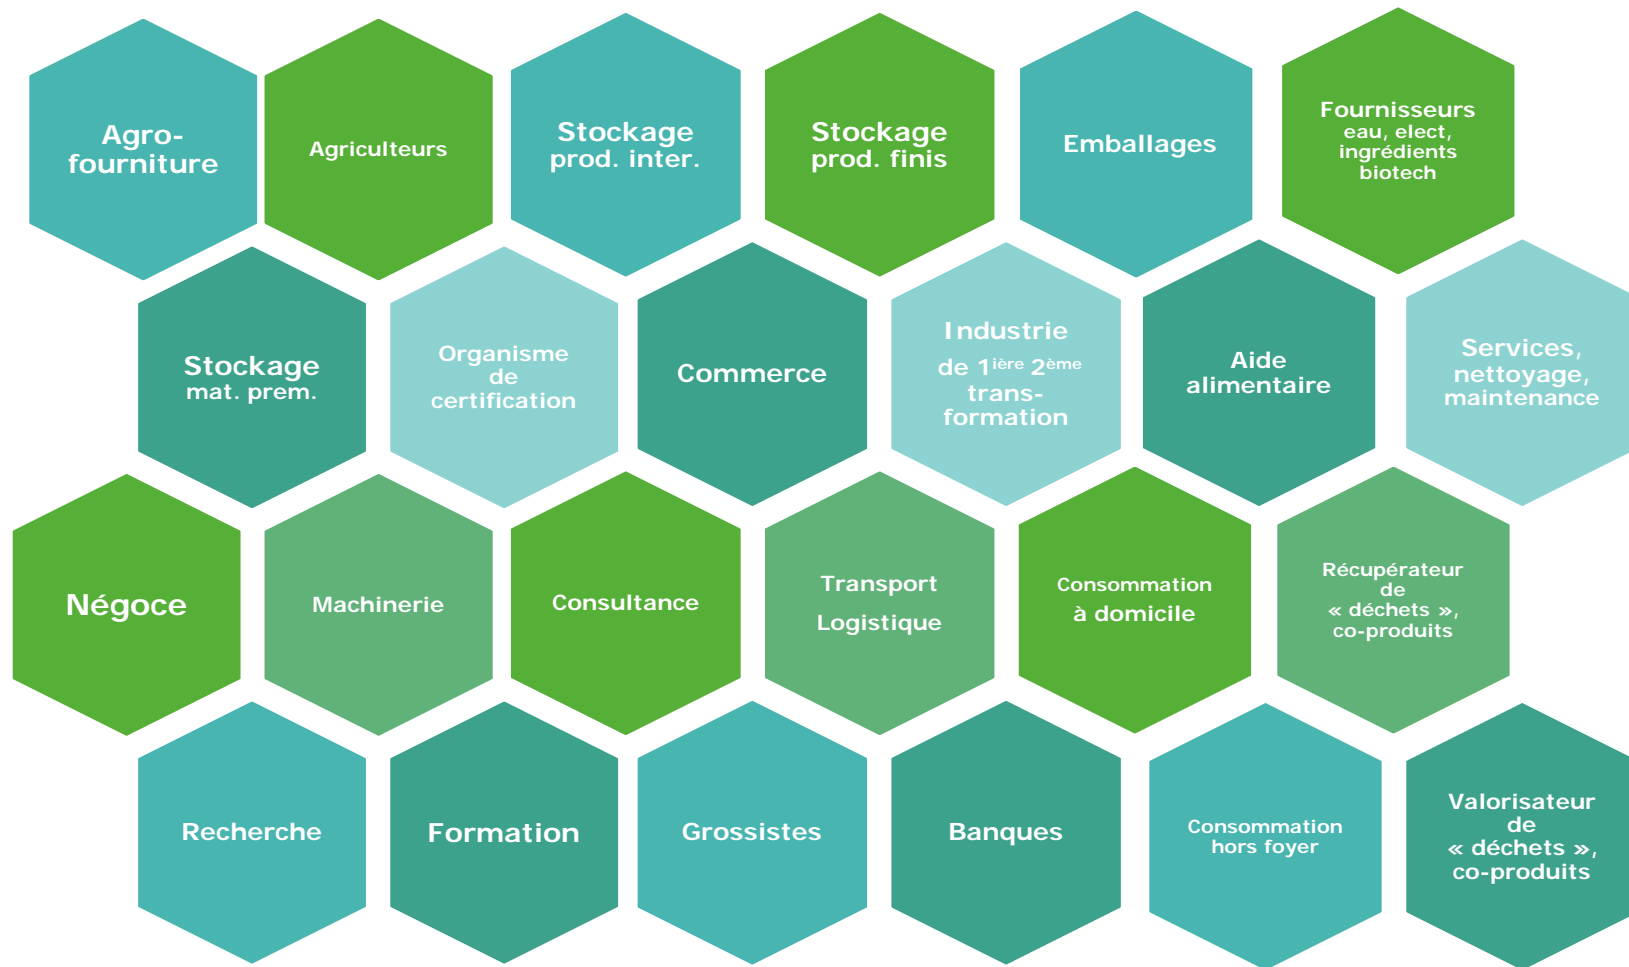 Agro-
fourniture
Agriculteurs
Stockage
prod. inter.
Stockage
prod. finis
Emballages
Fournisseurs
eau, elect,
ingrédients
biotech
Stockage
mat. prem.
Organisme
de
certification
Commerce
Industrie
de 1ière 2ème
trans-
formation
Aide
alimentaire
Services,
nettoyage,
maintenance
Négoce
Machinerie
Consultance
Transport
Logistique
Consommation
à domicile
Récupérateur
de
« déchets »,
co-produits
Recherche
Formation
Grossistes
Banques
Consommation
hors foyer
Valorisateur
de
« déchets »,
co-produits